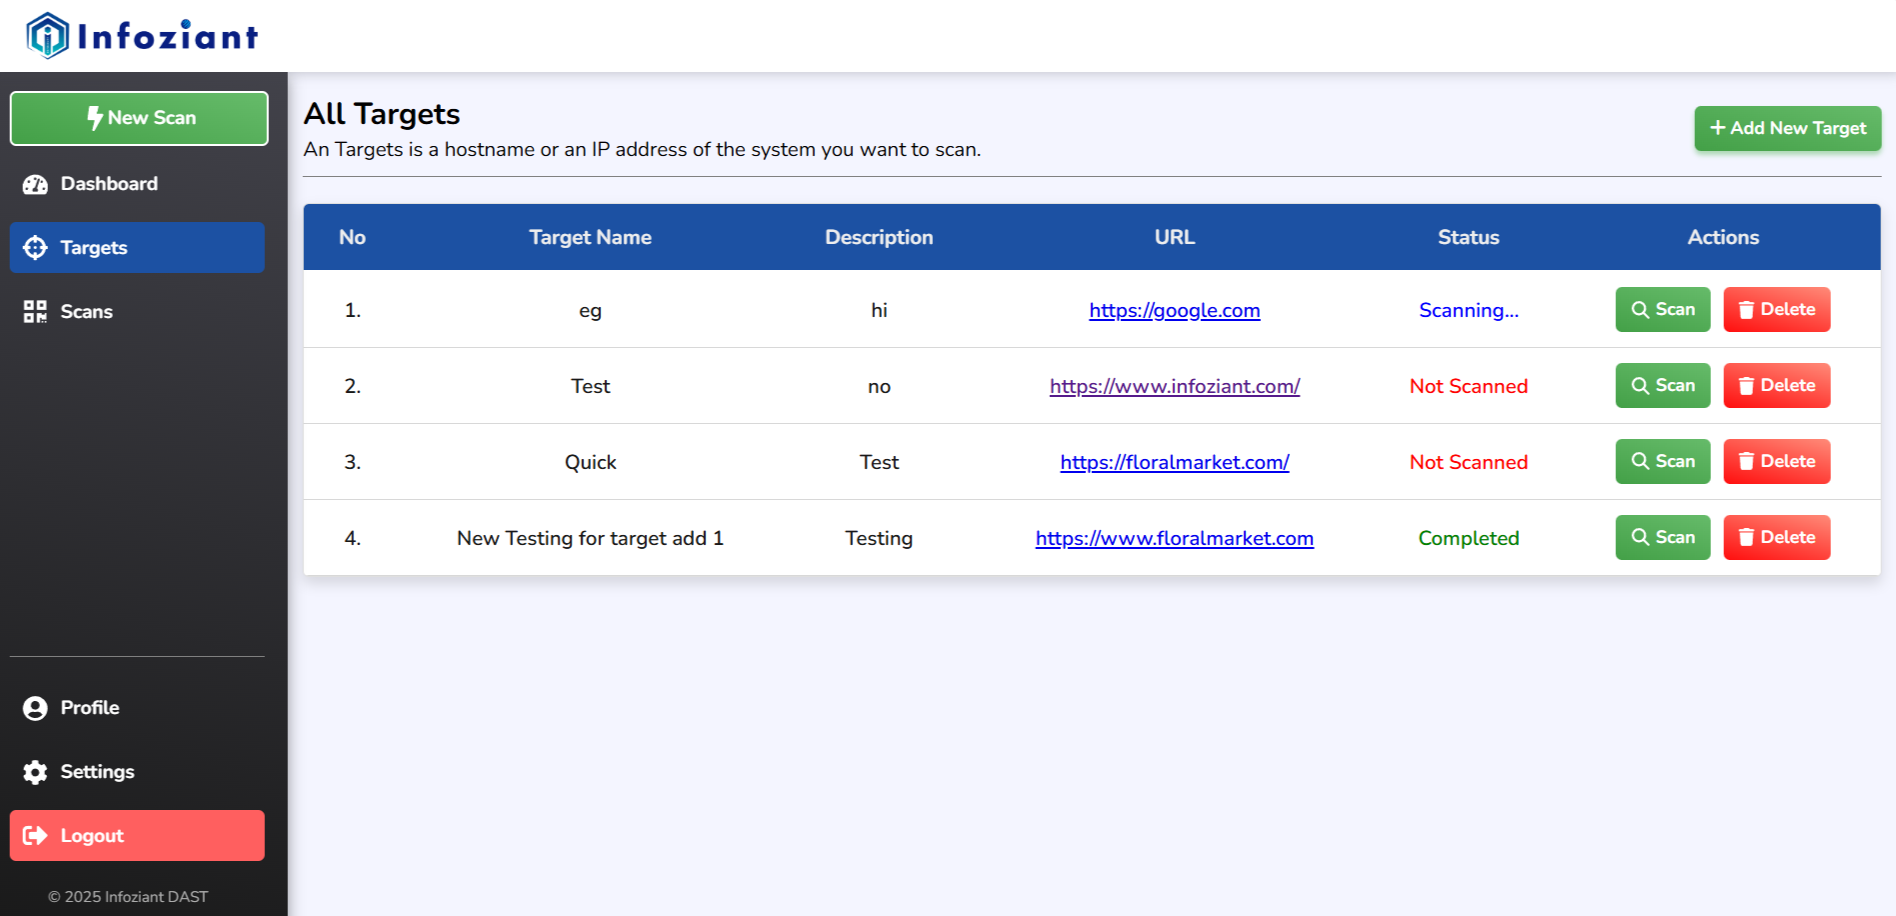 Infoziant
New Scan
Dashboard
Targets
Scans
Profile
Settings
Logout
© 2025 Infoziant DAST
All Targets
An Targets is a hostname or an IP address of the system you want to scan.
+ Add New Target
No Target Name Description URL Status Actions
1. eg hi https://google.com Scanning... Scan Delete
2. Test no https://www.infoziant.com/ Not Scanned Scan Delete
3. Quick Test https://floralmarket.com/ Not Scanned Scan Delete
4. New Testing for target add 1 Testing https://www.floralmarket.com Completed Scan Delete